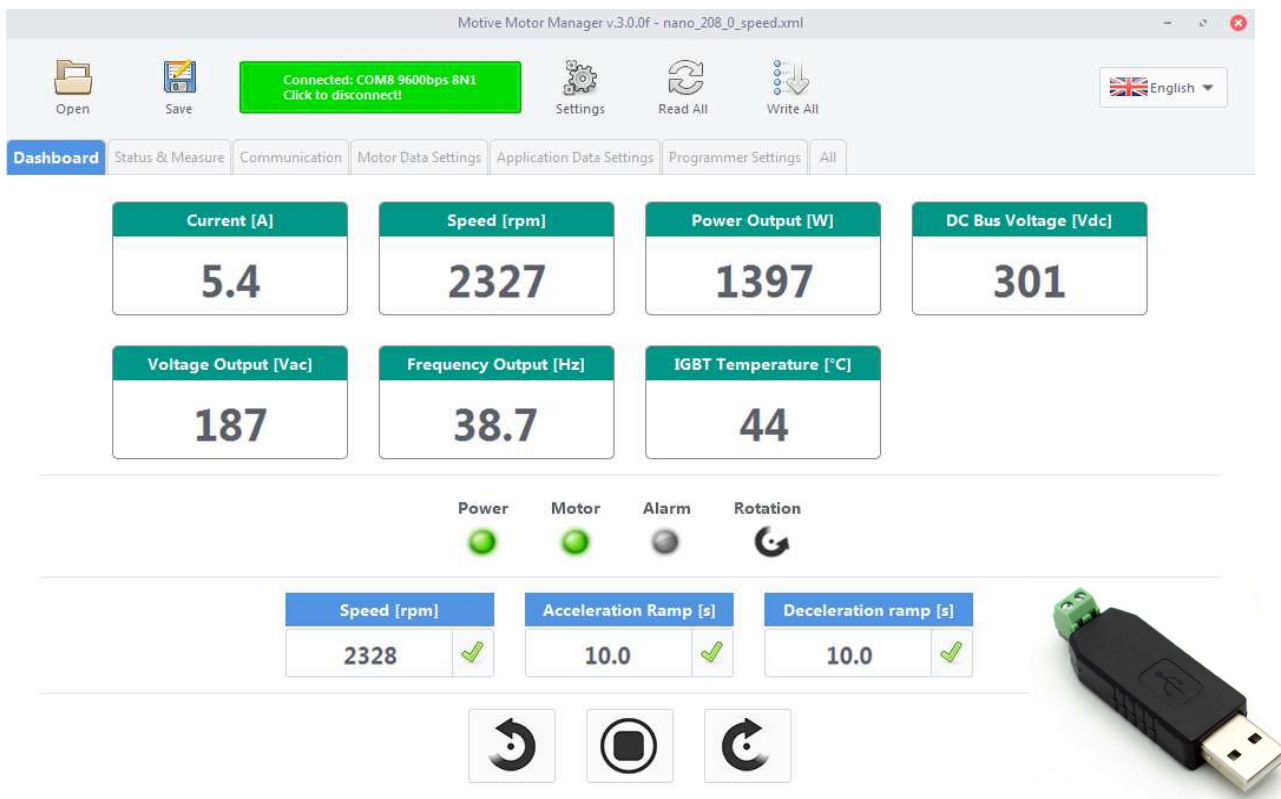 Motive Motor Manager v.3.0.0f - nano_208_0_speed.xml
Open
Save
Connected: COM8 9600bps 8N1
Click to disconnect!
Settings
Read All
Write All
English
Dashboard
Status & Measure
Communication
Motor Data Settings
Application Data Settings
Programmer Settings
All
Current [A]
5.4
Speed [rpm]
2327
Power Output [W]
1397
DC Bus Voltage [Vdc]
301
Voltage Output [Vac]
187
Frequency Output [Hz]
38.7
IGBT Temperature [°C]
44
Power
Motor
Alarm
Rotation
Speed [rpm]
2328
Acceleration Ramp [s]
10.0
Deceleration ramp [s]
10.0